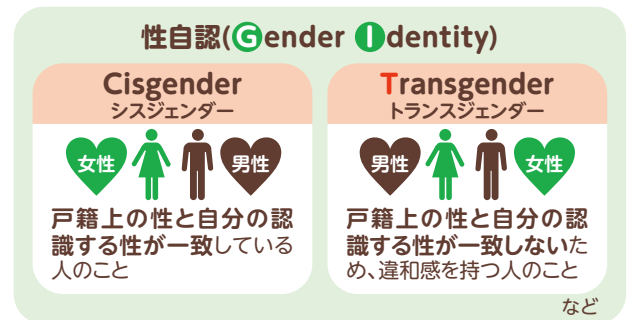 性自認(Gender Identity)
Cisgender
シスジェンダー
女性 男性
戸籍上の性と自分の認
識する性が一致している
人のこと
Transgender
トランスジェンダー
男性 女性
戸籍上の性と自分の認
識する性が一致しないた
め、違和感を持つ人のこと
など